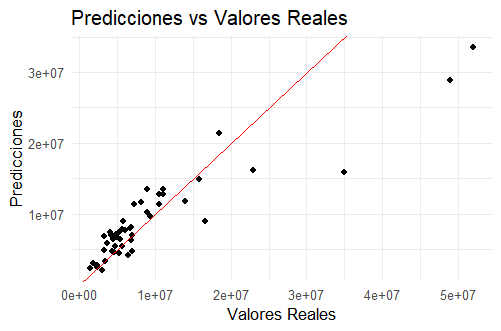 Predicciones vs Valores Reales
Predicciones
3e+07
2e+07
1e+07
0e+00 1e+07 2e+07 3e+07 4e+07 5e+07
Valores Reales